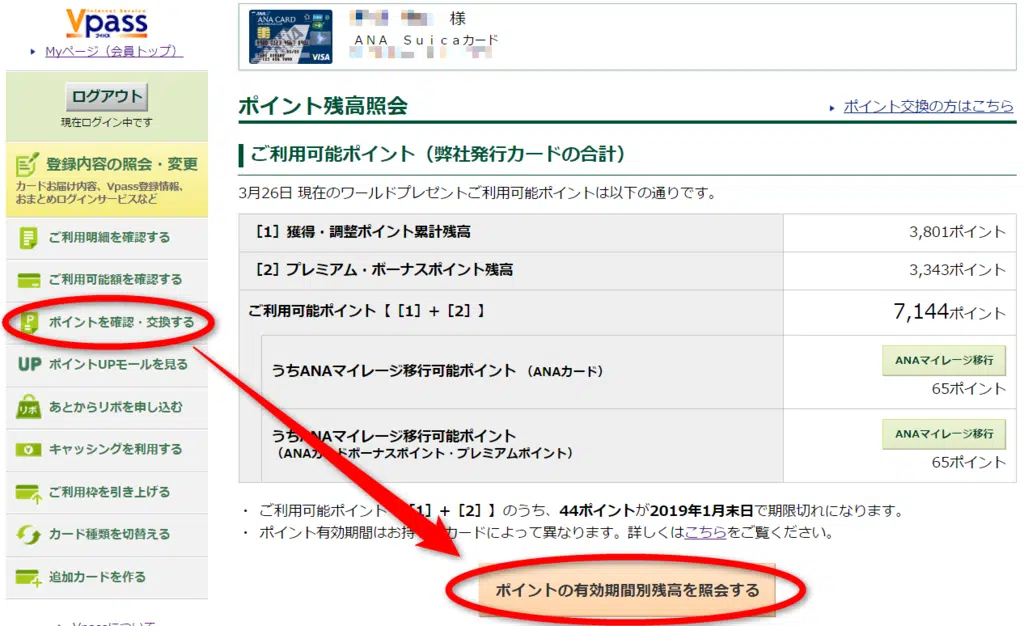 Internet Service
Vpass
Myページ（会員トップ）
ログアウト
現在ログイン中です
登録内容の照会・変更
カードお届け内容、Vpass登録情報、
おまとめログインサービスなど
ご利用明細を確認する
ご利用可能額を確認する
ポイントを確認・交換する
UP ポイントUPモールを見る
リボ あとからリボを申し込む
キャッシングを利用する
ご利用枠を引き上げる
カード種類を切替える
追加カードを作る
Vpassについて
ANA CARD
VISA
様
ANA Ｓｕｉｃａカード
ポイント残高照会
ポイント交換の方はこちら
ご利用可能ポイント（弊社発行カードの合計）
3月26日 現在のワールドプレゼントご利用可能ポイントは以下の通りです。
［1］獲得・調整ポイント累計残高 3,801ポイント
［2］プレミアム・ボーナスポイント残高 3,343ポイント
ご利用可能ポイント【［1］+［2］】 7,144ポイント
うちANAマイレージ移行可能ポイント（ANAカード） ANAマイレージ移行
65ポイント
うちANAマイレージ移行可能ポイント ANAマイレージ移行
（ANAカードボーナスポイント・プレミアムポイント） 65ポイント
・ ご利用可能ポイント［1］+［2］】のうち、44ポイントが2019年1月末日で期限切れになります。
・ ポイント有効期間はお持カードによって異なります。詳しくはこちらをご覧ください。
ポイントの有効期間別残高を照会する